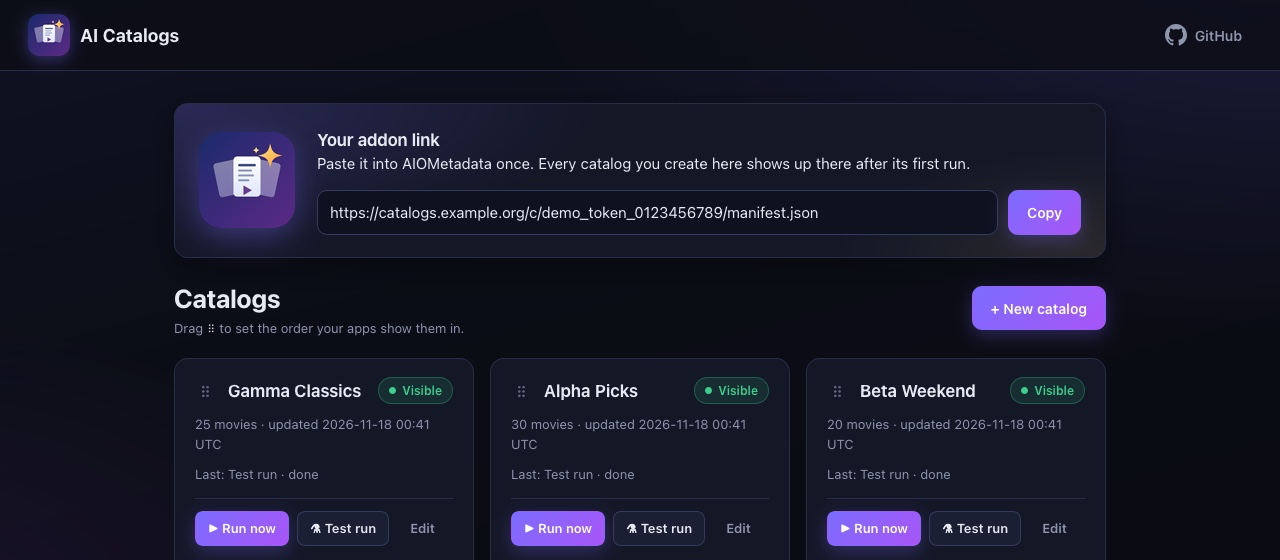 AI Catalogs
GitHub
Your addon link
Paste it into AIOMetadata once. Every catalog you create here shows up there after its first run.
https://catalogs.example.org/c/demo_token_0123456789/manifest.json
Copy
Catalogs
Drag ⠿ to set the order your apps show them in.
+ New catalog
Gamma Classics
Visible
25 movies · updated 2026-11-18 00:41
UTC
Last: Test run · done
Run now
Test run
Edit
Alpha Picks
Visible
30 movies · updated 2026-11-18 00:41
UTC
Last: Test run · done
Run now
Test run
Edit
Beta Weekend
Visible
20 movies · updated 2026-11-18 00:41
UTC
Last: Test run · done
Run now
Test run
Edit